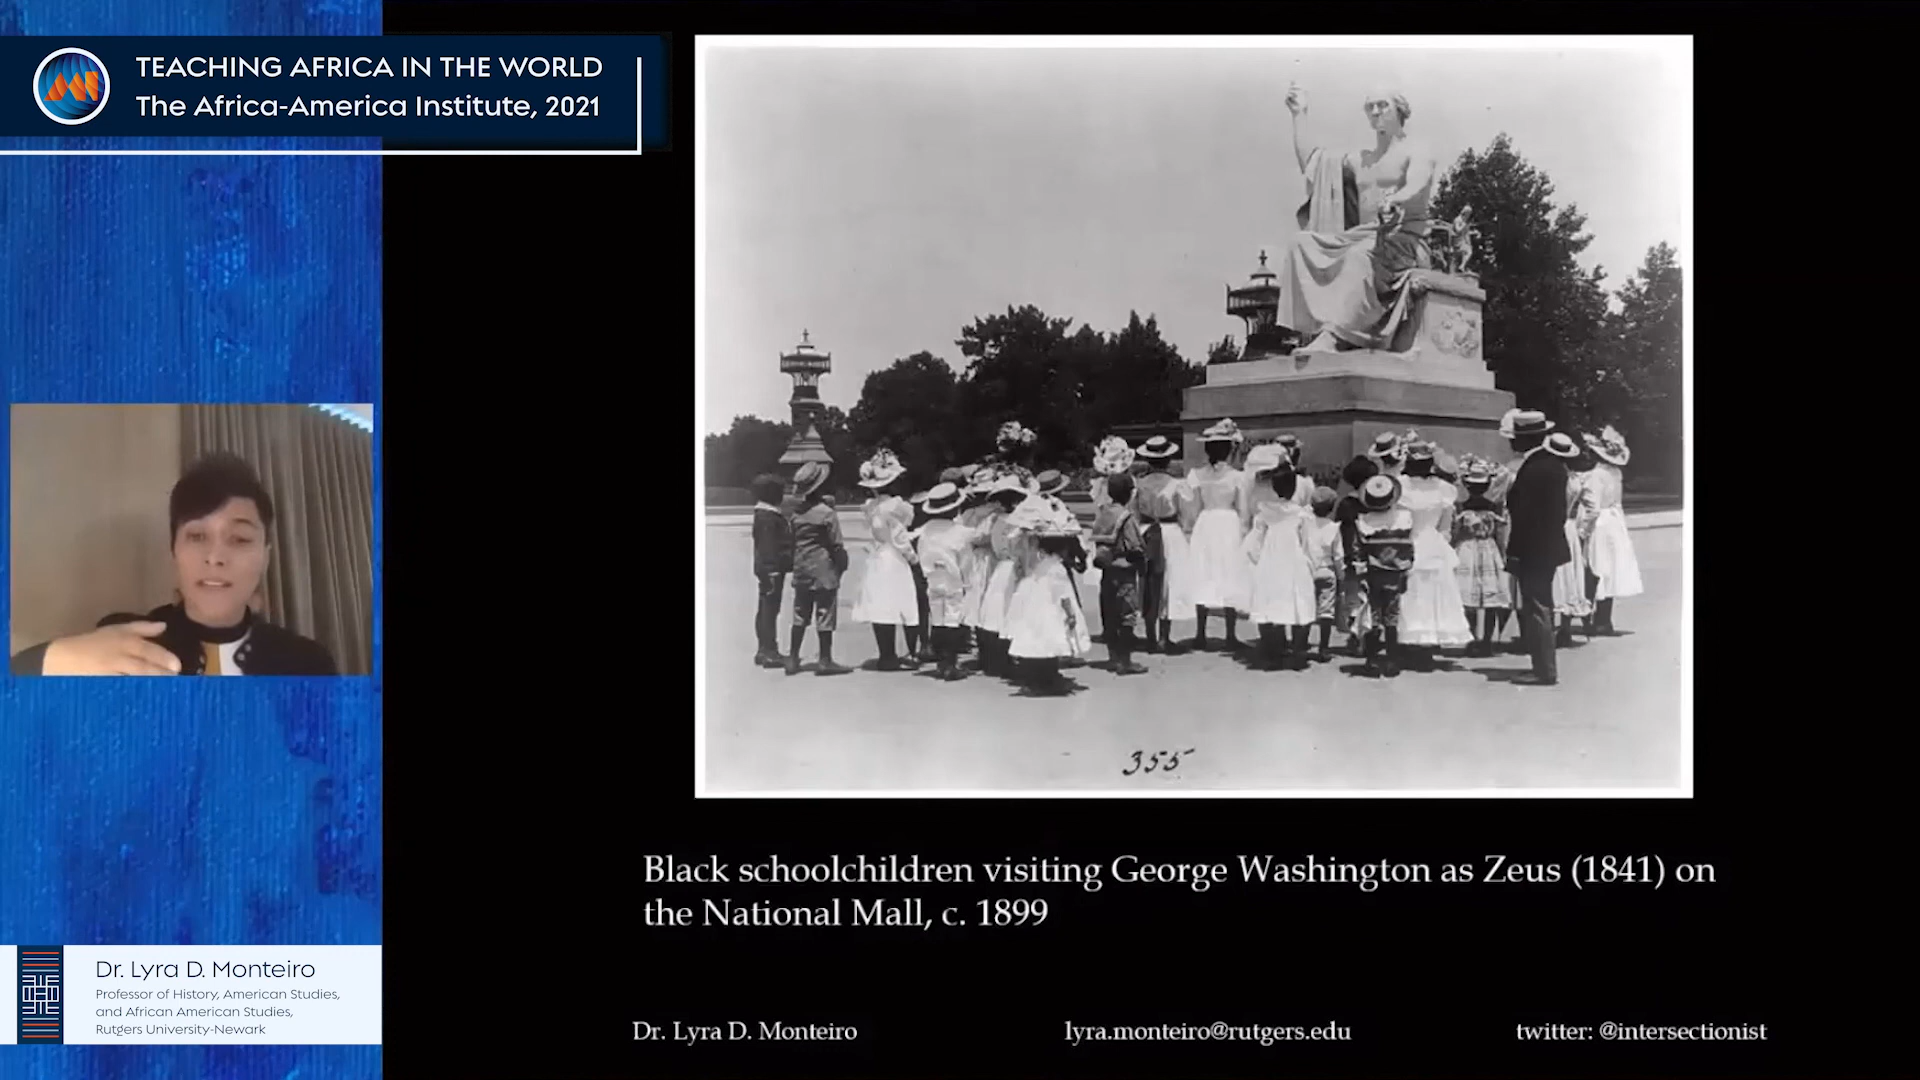 TEACHING AFRICA IN THE WORLD
The Africa-America Institute, 2021
355
Black schoolchildren visiting George Washington as Zeus (1841) on
the National Mall, c. 1899
Dr. Lyra D. Monteiro
Professor of History, American Studies,
and African American Studies,
Rutgers University-Newark
Dr. Lyra D. Monteiro
lyra.monteiro@rutgers.edu
twitter: @intersectionist